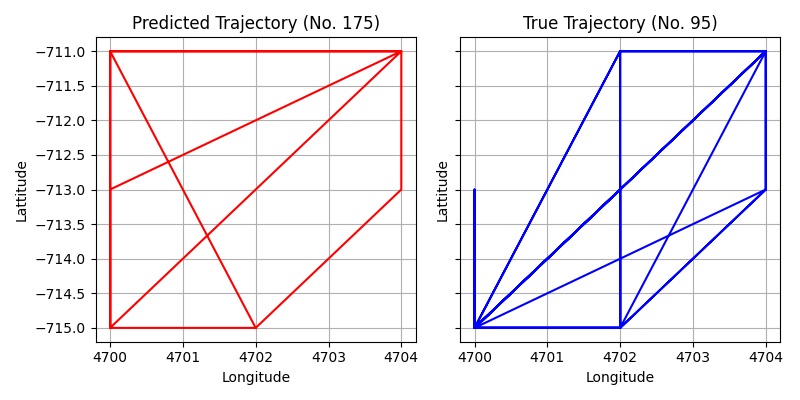 Predicted Trajectory (No. 175)
True Trajectory (No. 95)
−711.0
−711.5
−712.0
−712.5
−713.0
−713.5
−714.0
−714.5
−715.0
Lattitude
Lattitude
4700 4701 4702 4703 4704
4700 4701 4702 4703 4704
Longitude
Longitude